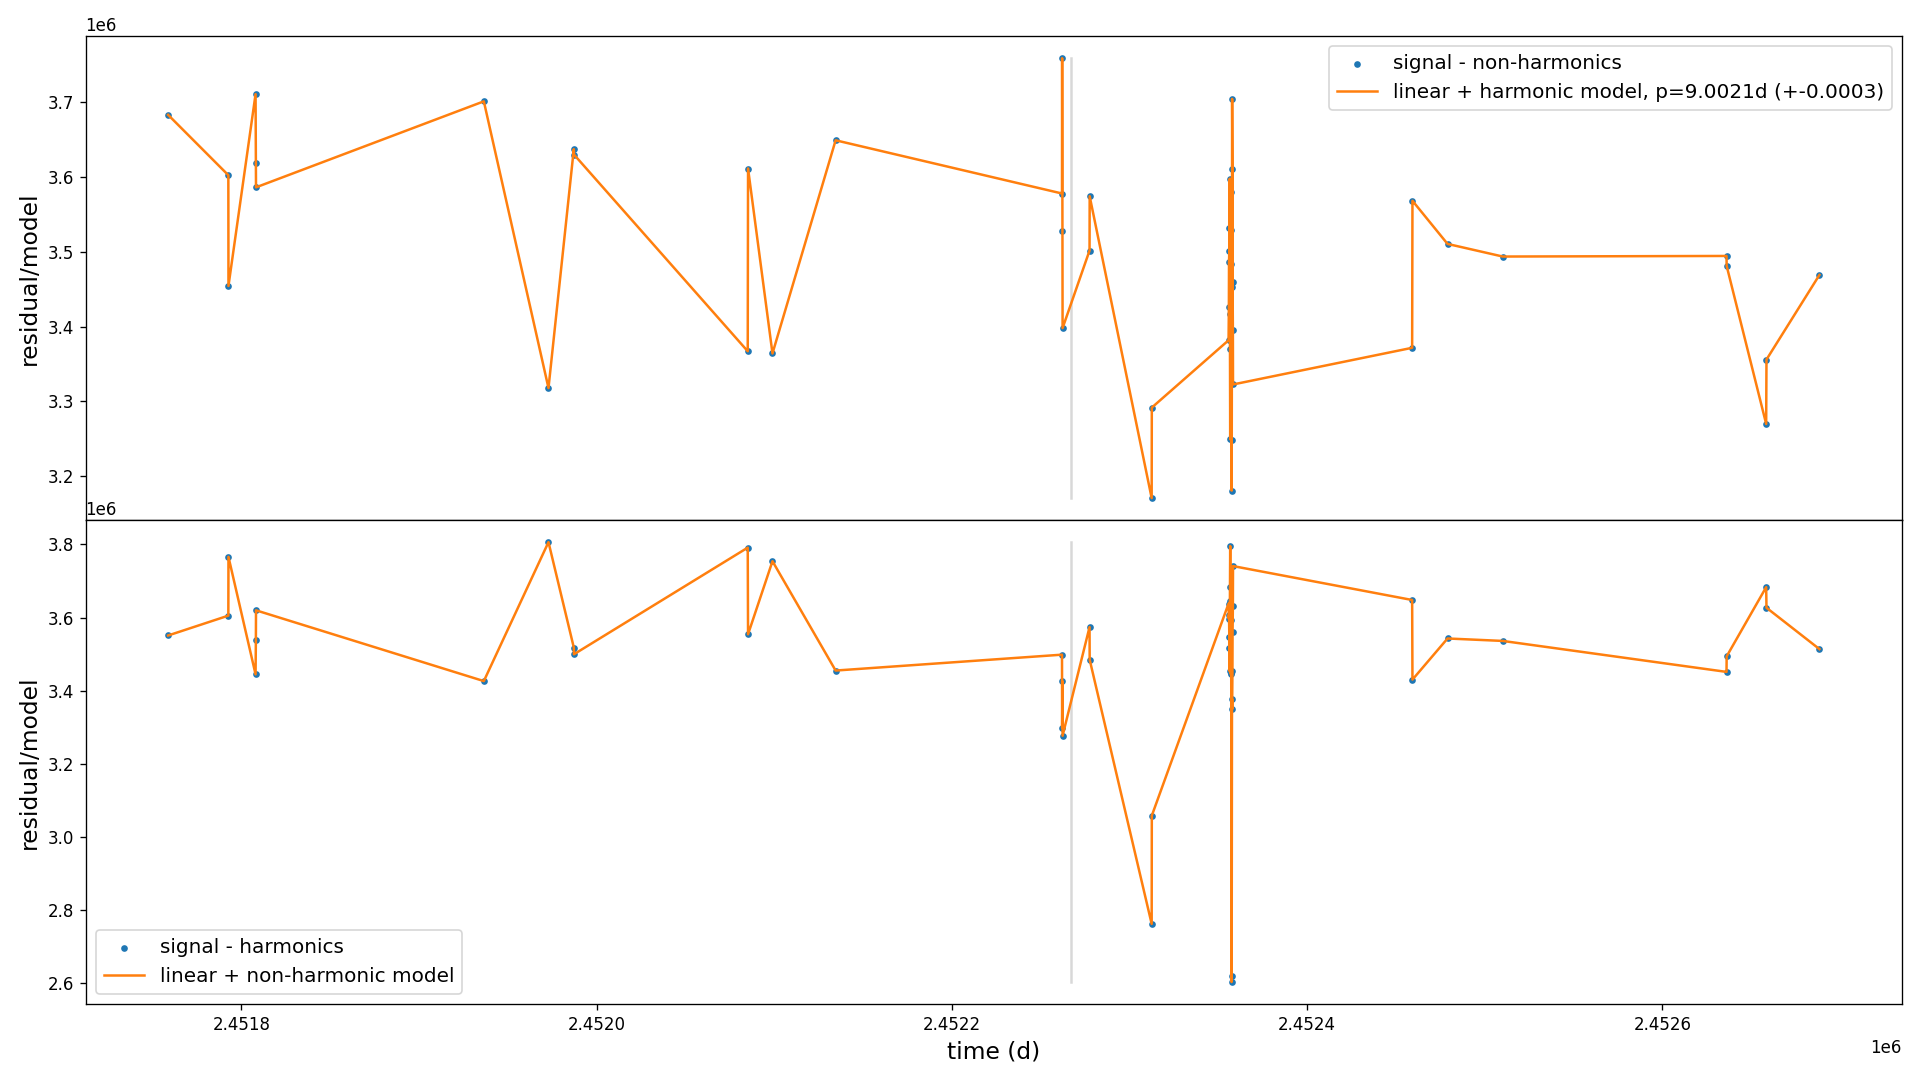 1e6
signal - non-harmonics
linear + harmonic model, p=9.0021d (+-0.0003)
3.7
3.6
3.5
3.4
3.3
3.2
residual/model
1e6
3.8
3.6
3.4
3.2
3.0
2.8
2.6
residual/model
signal - harmonics
linear + non-harmonic model
2.4518
2.4520
2.4522
2.4524
2.4526
1e6
time (d)